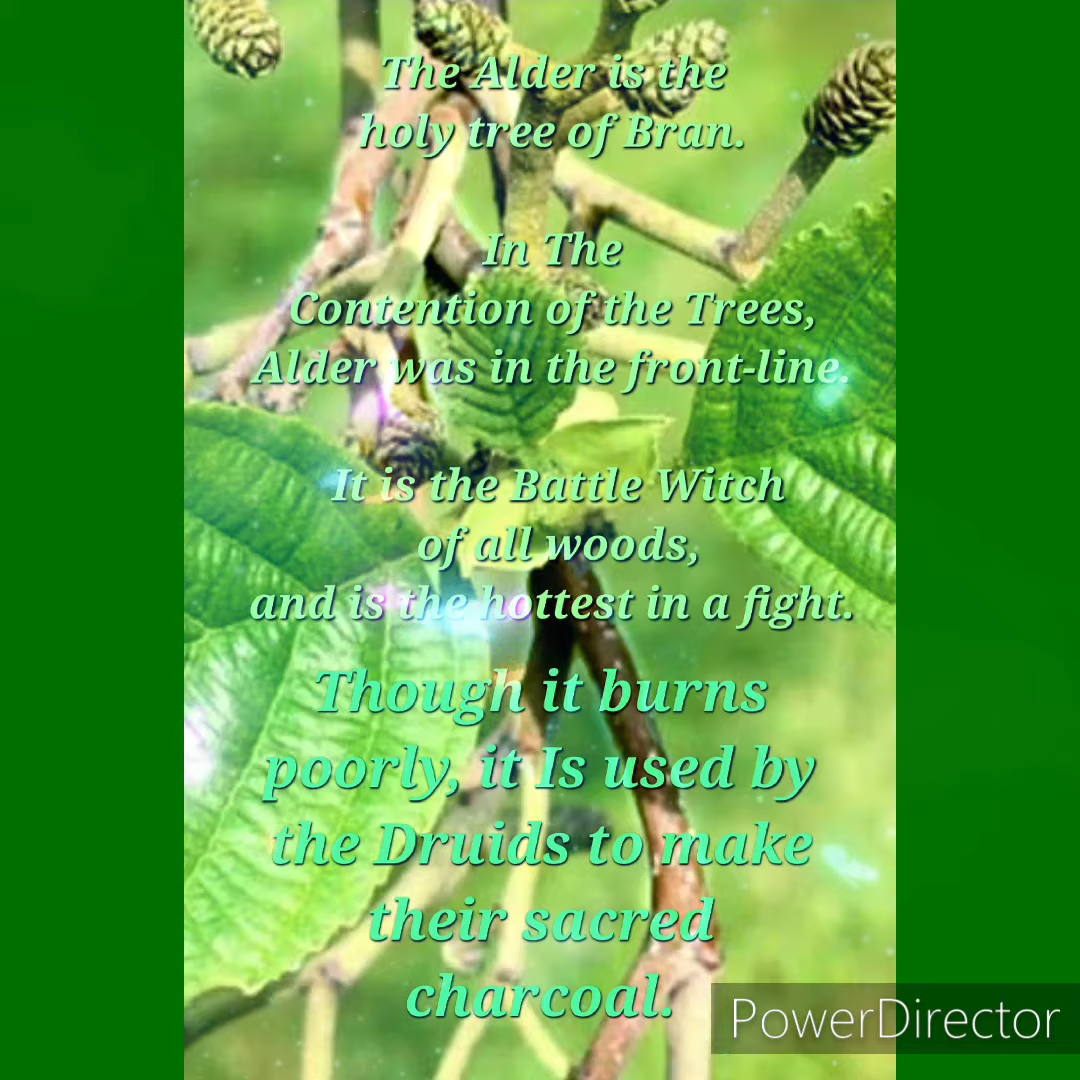 The Alder is the
holy tree of Bran.
In The
Contention of the Trees,
Alder was in the front-line.
It is the Battle Witch
of all woods,
and is the hottest in a fight.
Though it burns
poorly, it Is used by
the Druids to make
their sacred
charcoal.
PowerDirector